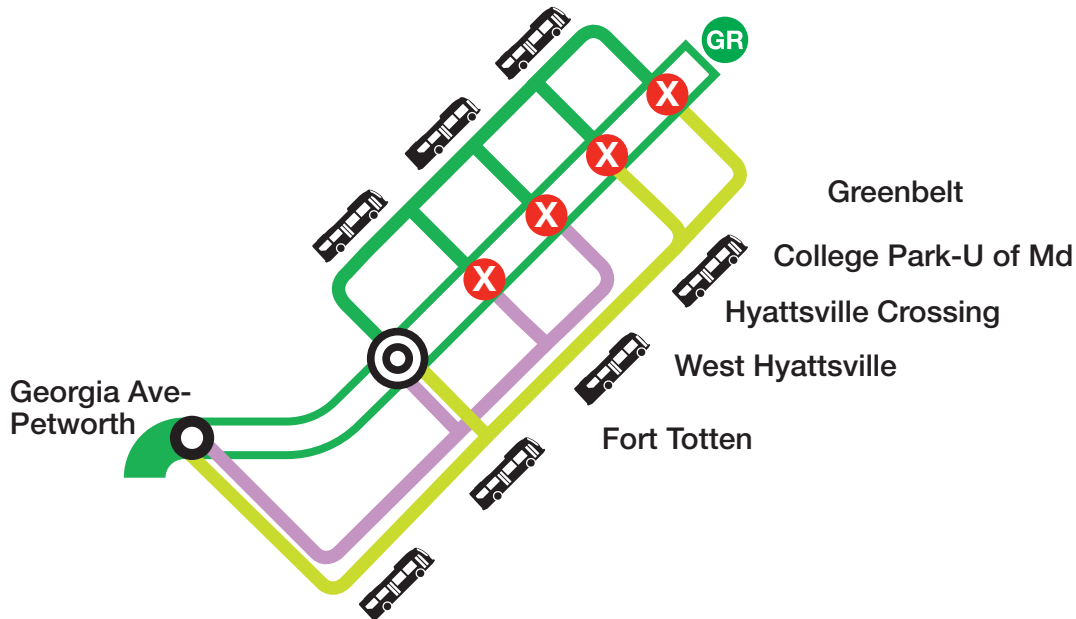 GR
X
X
X
X
Greenbelt
College Park-U of Md
Hyattsville Crossing
West Hyattsville
Georgia Ave-
Petworth
Fort Totten